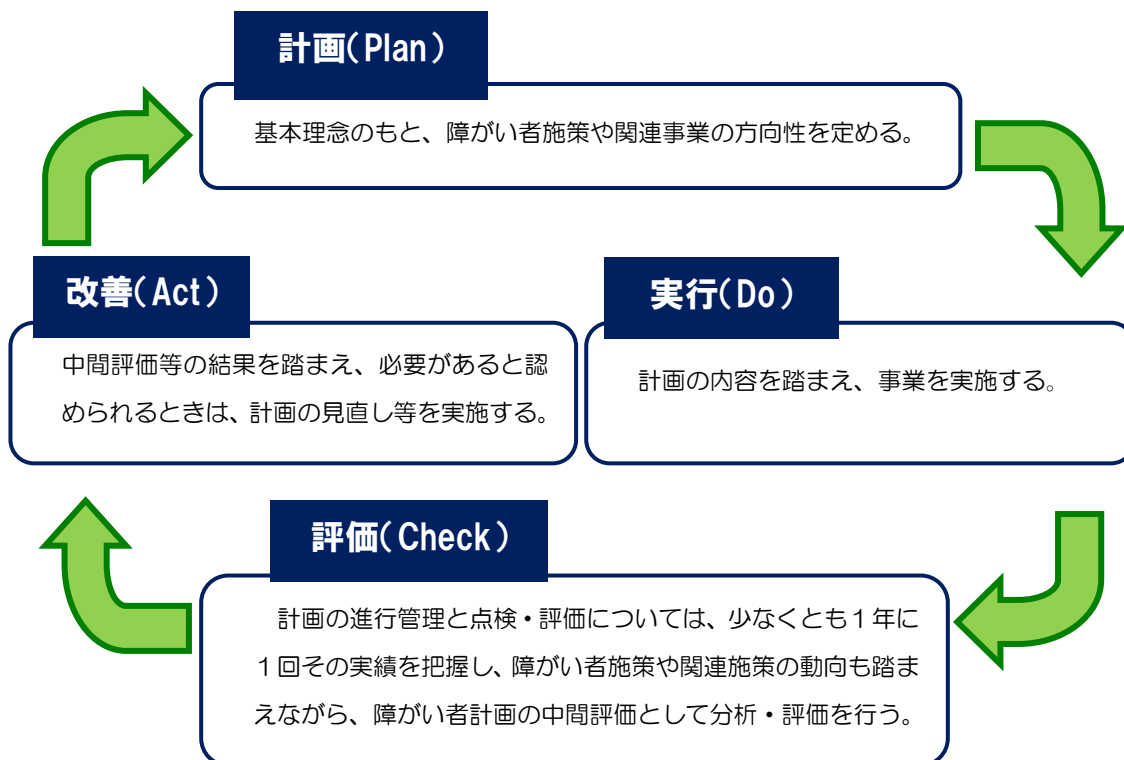 計画(Plan)
基本理念のもと、障がい者施策や関連事業の方向性を定める。
改善(Act)
中間評価等の結果を踏まえ、必要があると認
められるときは、計画の見直し等を実施する。
実行(Do)
計画の内容を踏まえ、事業を実施する。
評価(Check)
計画の進行管理と点検・評価については、少なくとも1年に
1回その実績を把握し、障がい者施策や関連施策の動向も踏ま
えながら、障がい者計画の中間評価として分析・評価を行う。